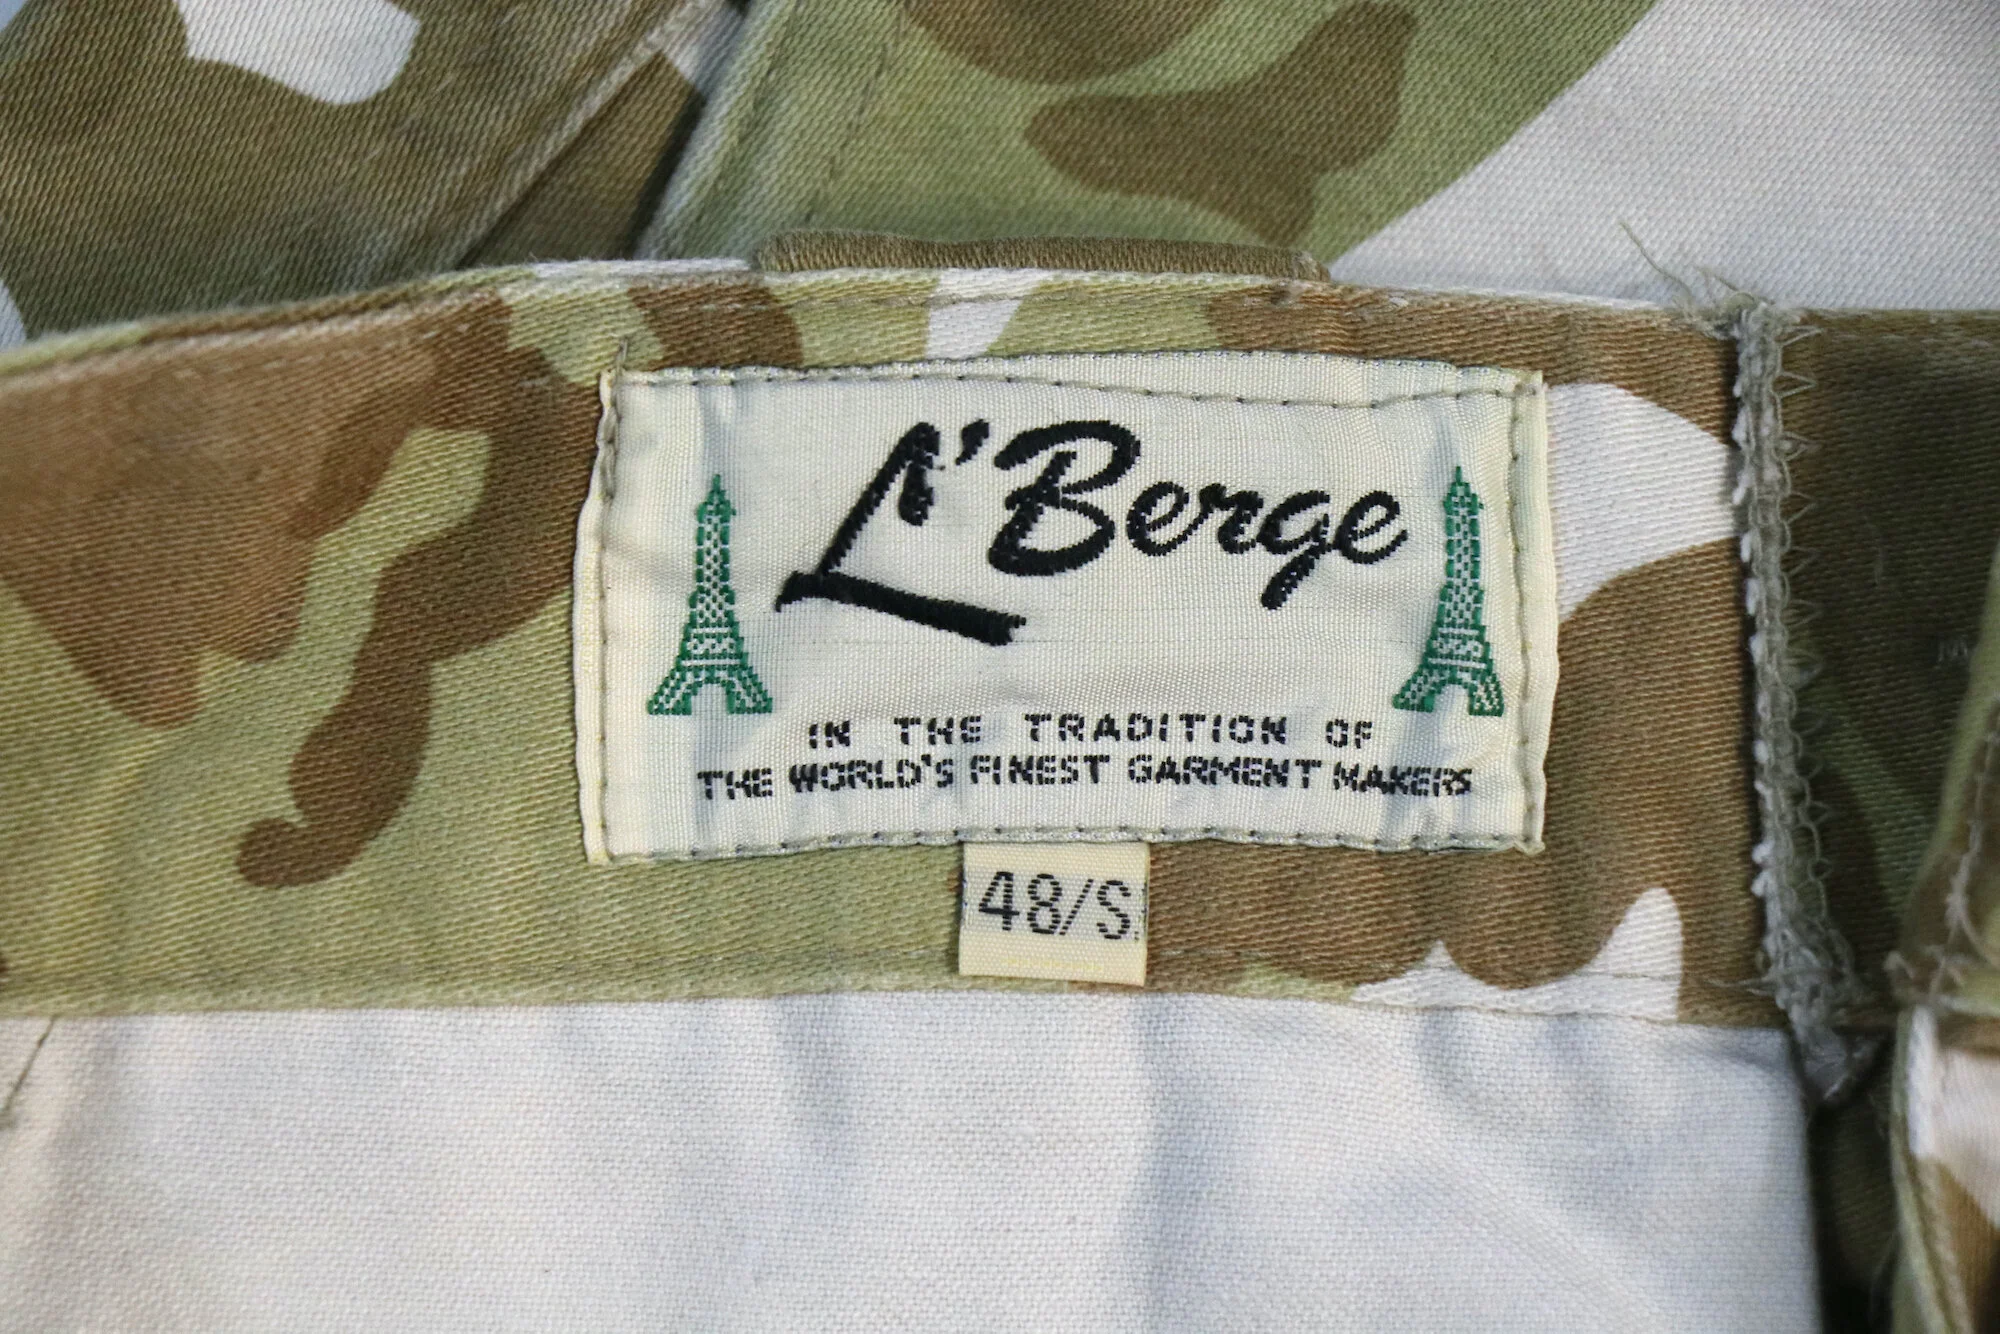 L'Berge
IN THE TRADITION OF
THE WORLD'S FINEST GARMENT MAKERS
48/S.